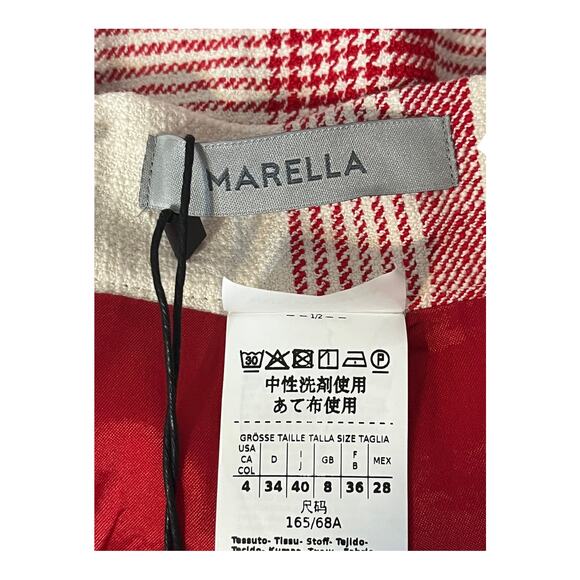 MARELLA
— — 1/2 — —
30 P
中性洗剤使用
あて布使用
GRÖSSE TAILLE TALLA SIZE TAGLIA
USA CA COL D I J GB F B MEX
4 34 40 8 36 28
尺码
165/68A
Tessuto- Tissu- Stoff- Tejido-